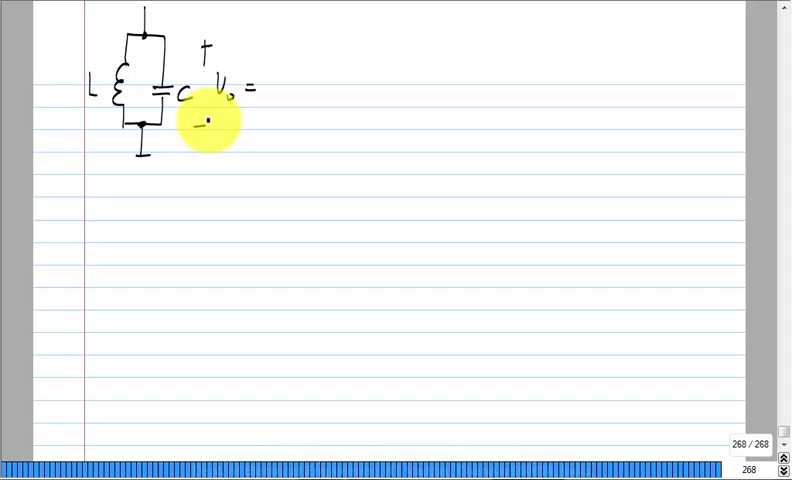 +
L C V₀ =
−
268 / 268
268